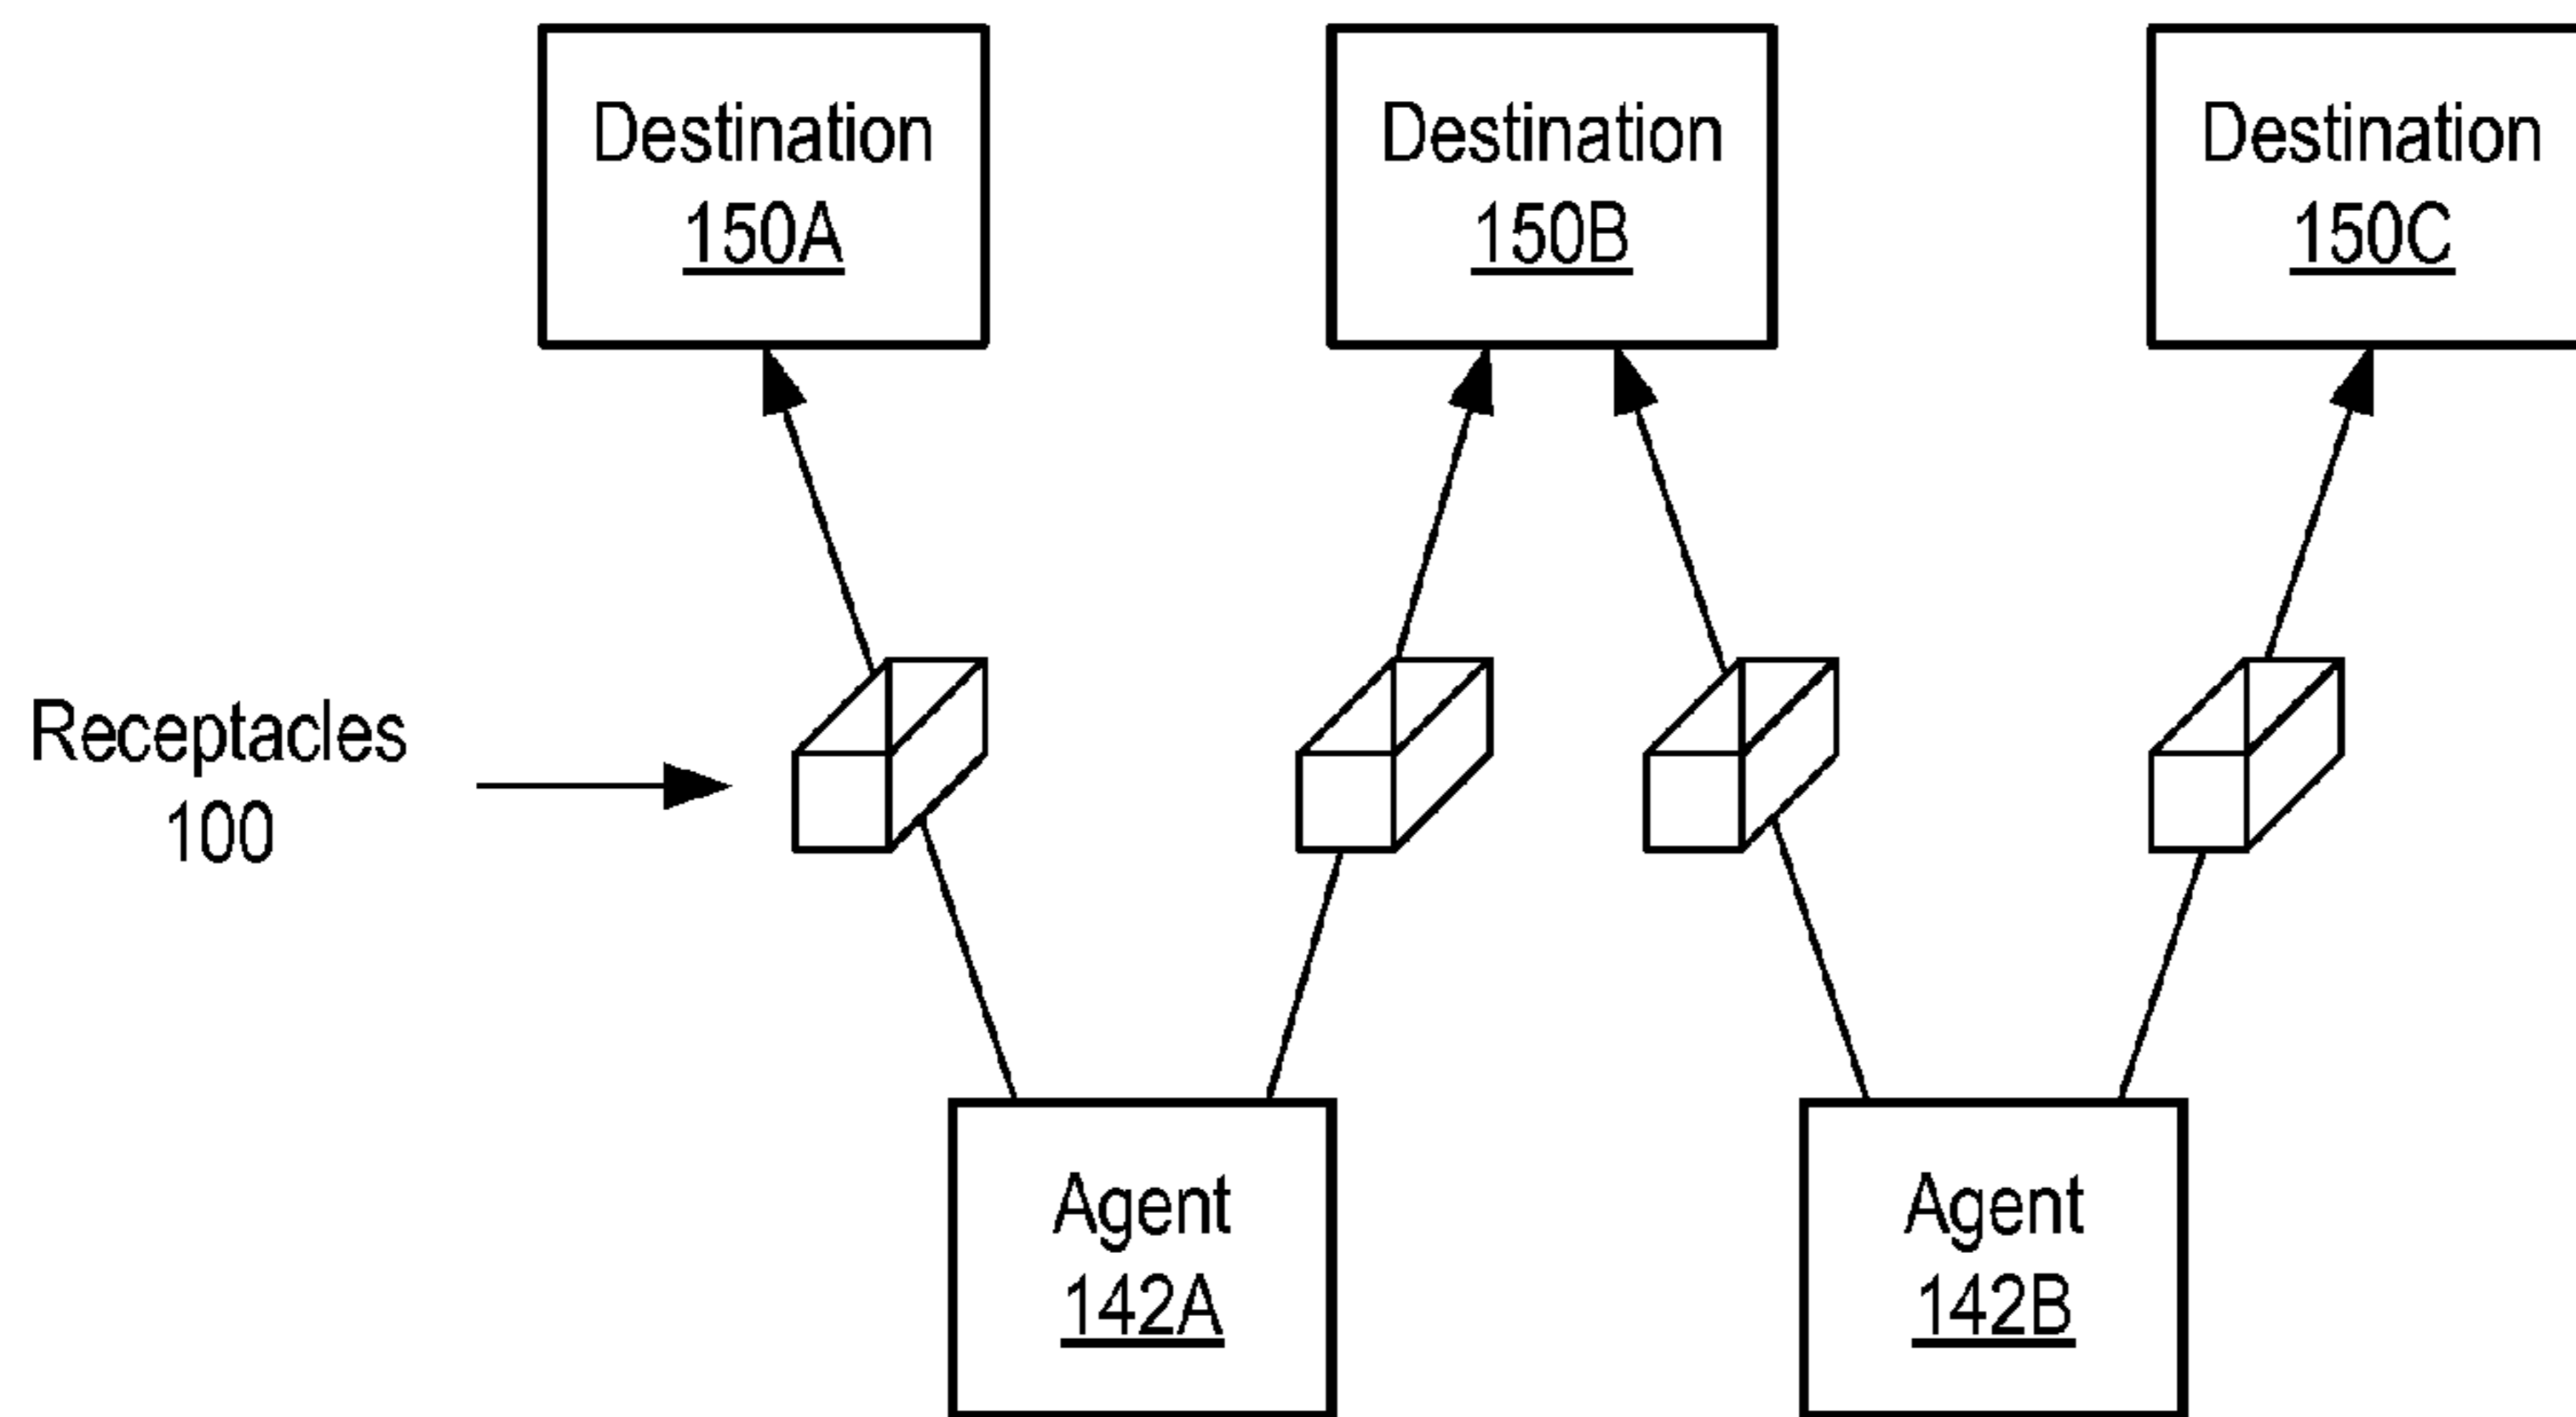 Destination
150A
Destination
150B
Destination
150C
Receptacles
100
Agent
142A
Agent
142B